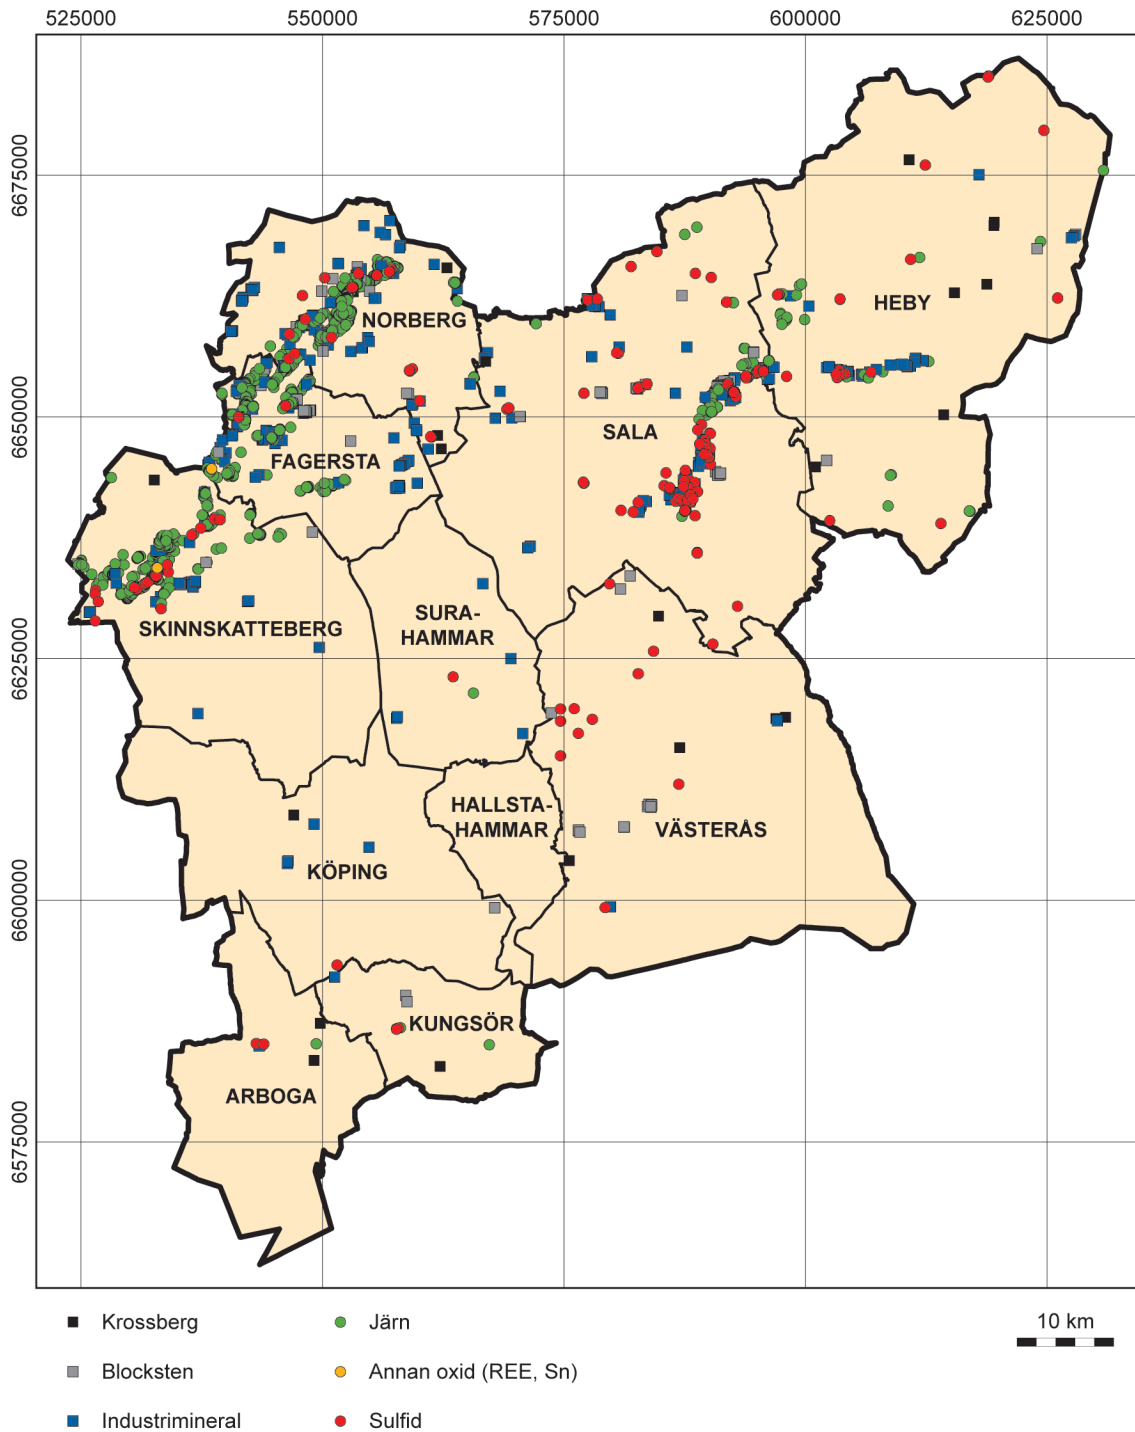 525000 550000 575000 600000 625000
6675000
NORBERG
HEBY
6650000
SALA
FAGERSTA
SURA-
HAMMAR
SKINNSKATTEBERG
6625000
HALLSTA-
HAMMAR
VÄSTERÅS
KÖPING
6600000
KUNGSÖR
ARBOGA
6575000
Krossberg
Järn
10 km
Blocksten
Annan oxid (REE, Sn)
Industrimineral
Sulfid